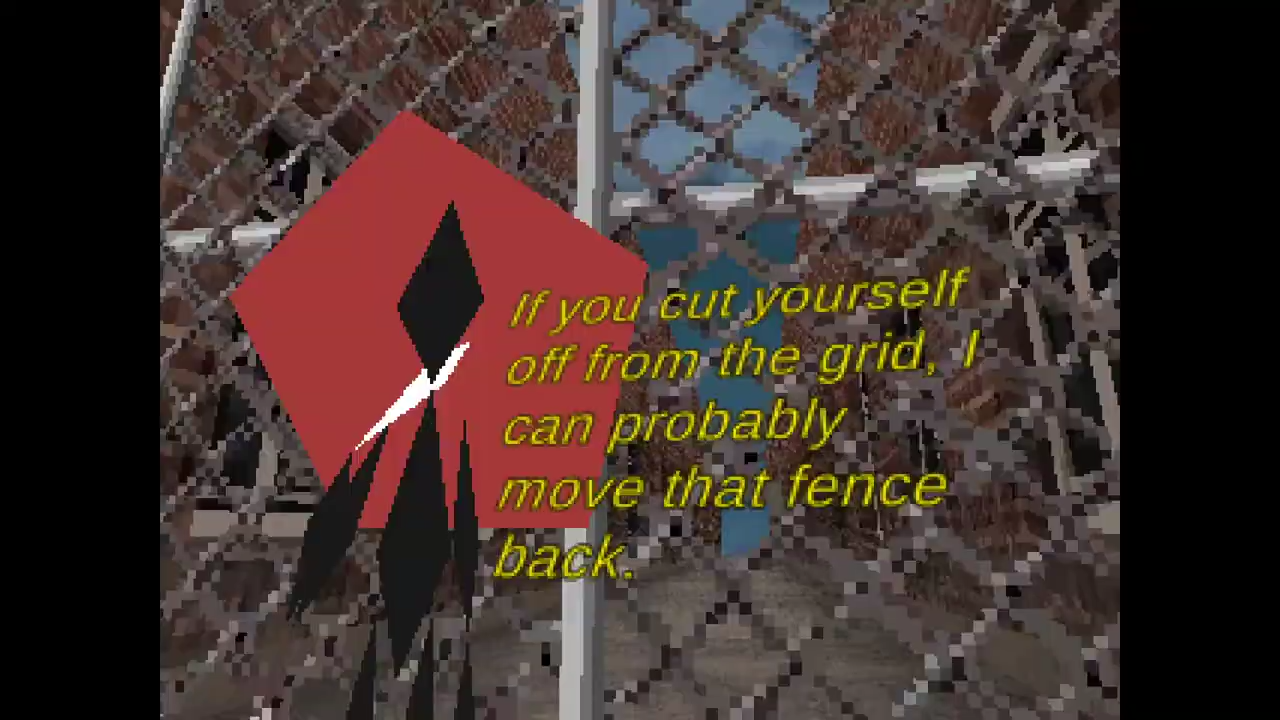 If you cut yourself
off from the grid, I
can probably
move that fence
back.